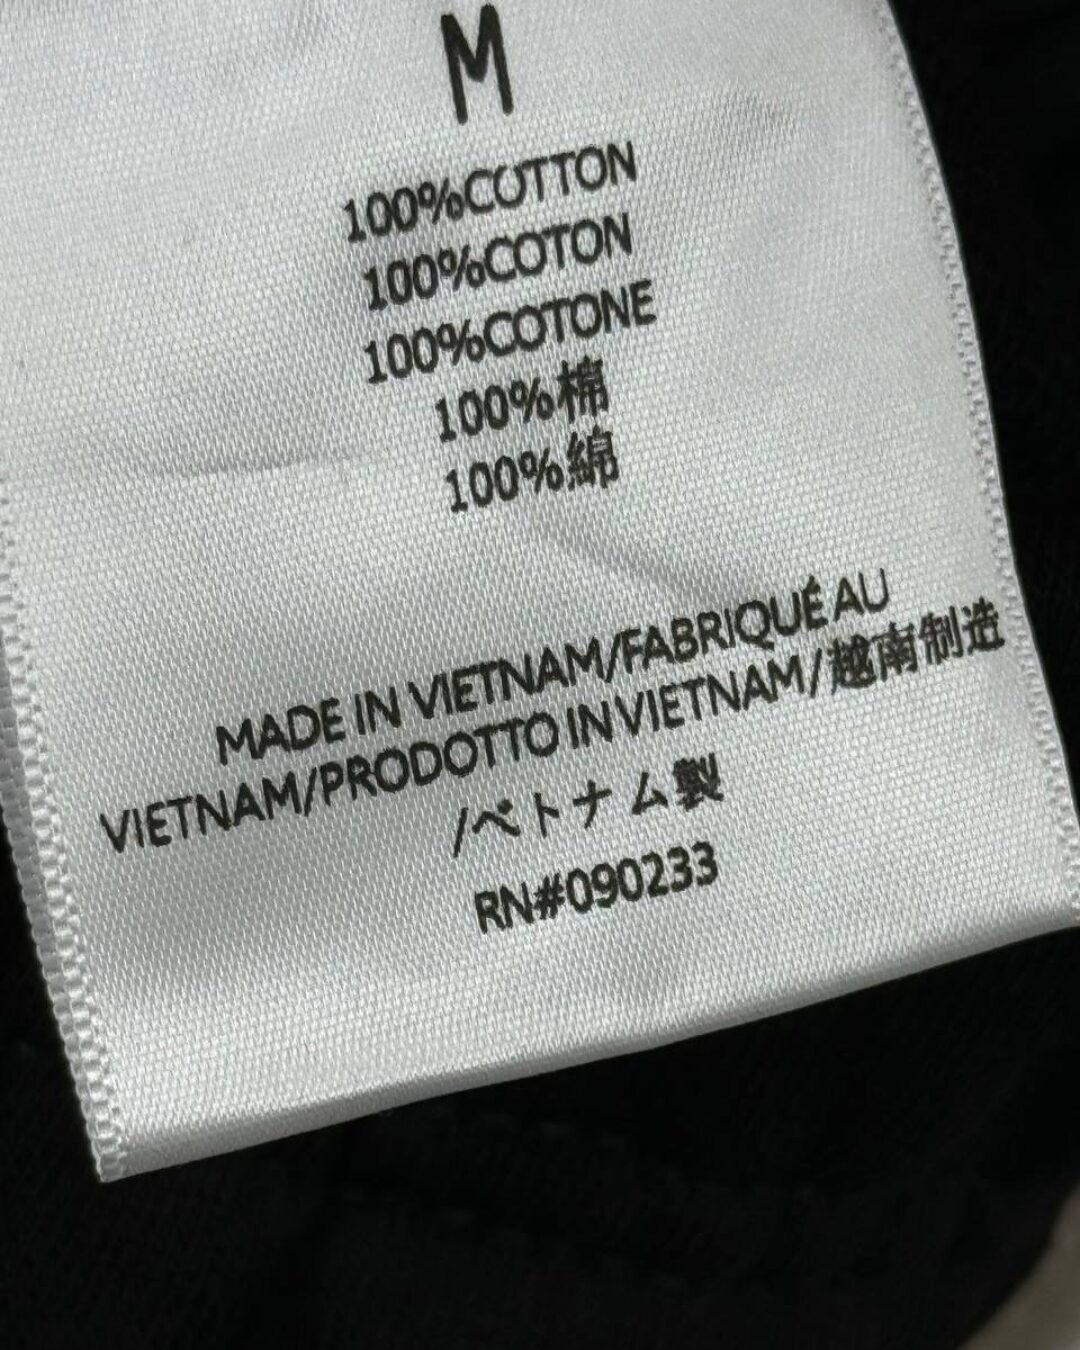 M
100%COTTON
100%COTON
100%COTONE
100%棉
100%綿
MADE IN VIETNAM/FABRIQUÉ AU
VIETNAM/PRODOTTO IN VIETNAM/越南制造
/ベトナム製
RN#090233